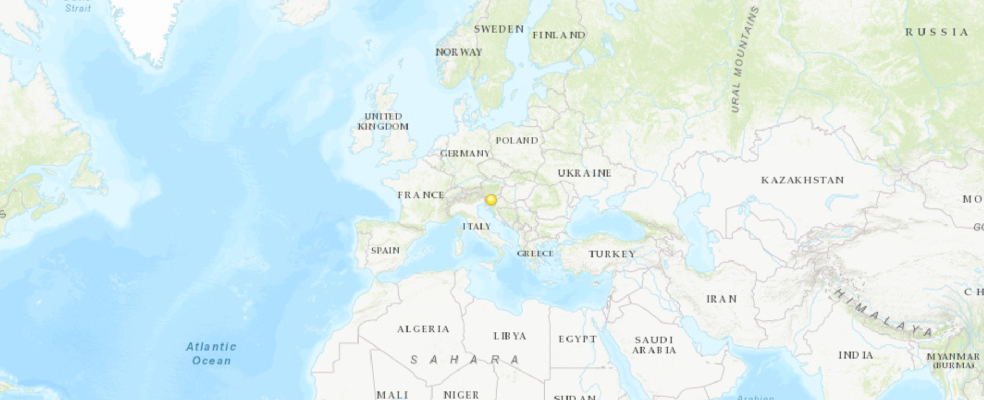 Strait
SWEDEN
FINLAND
RUSSIA
NORWAY
URAL MOUNTAINS
UNITED
KINGDOM
POLAND
GERMANY
UKRAINE
KAZAKHSTAN
FRANCE
MO
ITALY
SPAIN
GREECE
TURKEY
IRAN
CH
HIMALAYA
ALGERIA
LIBYA
EGYPT
SAUDI
ARABIA
Atlantic
Ocean
SAHARA
INDIA
MYANMAR
(BURMA)
MALI
NIGER
SUDAN
Arabian